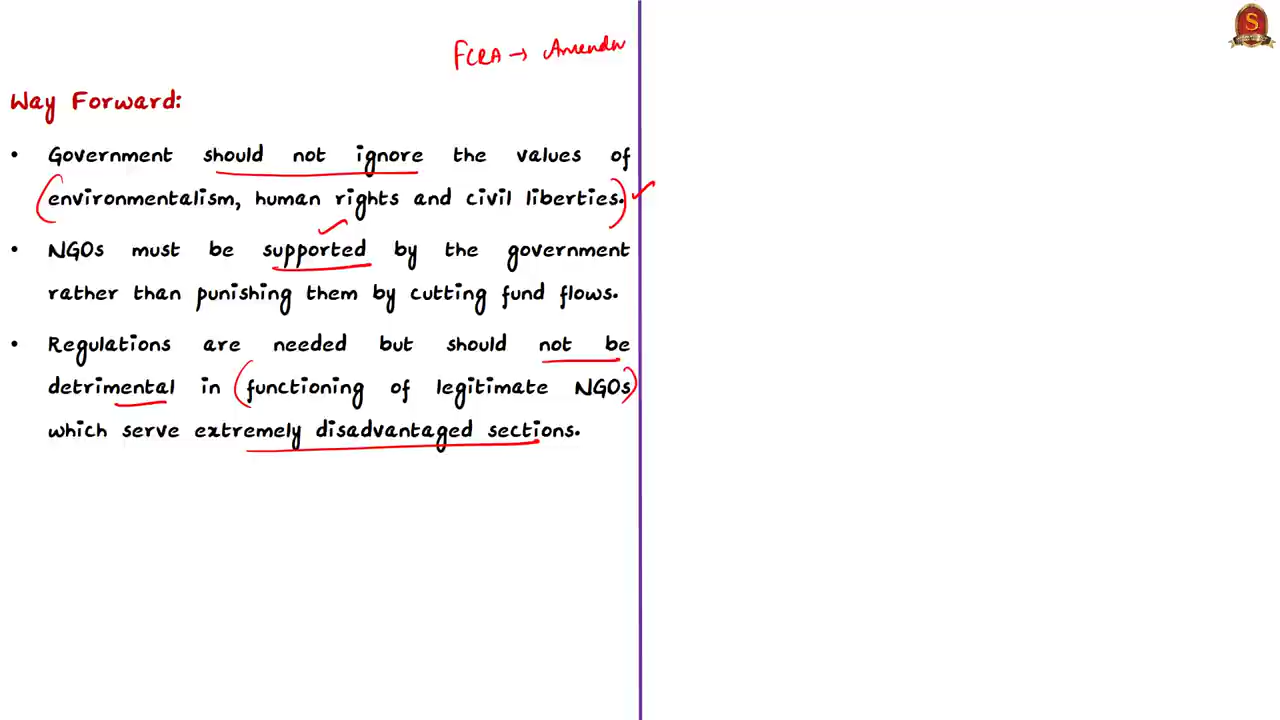 FCRA → Amendm
Way Forward:
• Government should not ignore the values of
environmentalism, human rights and civil liberties.
• NGOs must be supported by the government
rather than punishing them by cutting fund flows.
• Regulations are needed but should not be
detrimental in (functioning of legitimate NGOs)
which serve extremely disadvantaged sections.
S